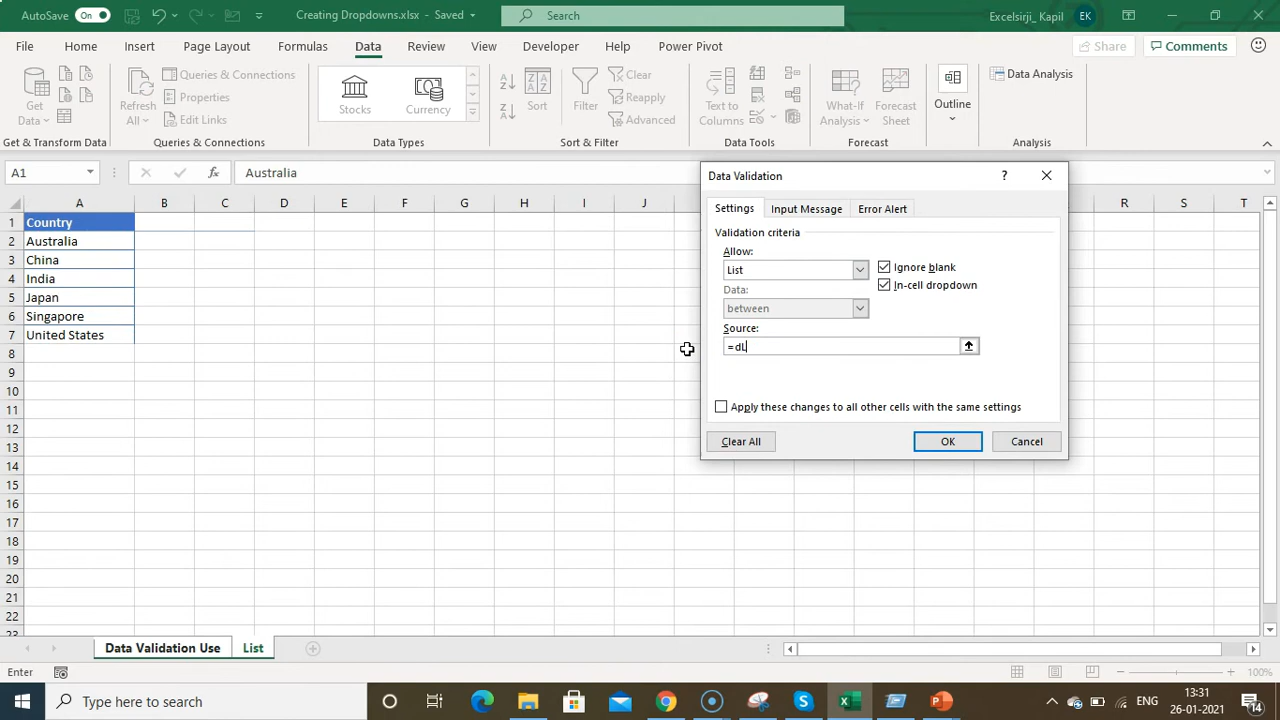 AutoSave On Creating Dropdowns.xlsx - Saved Search Excelsirji_ Kapil EK
File Home Insert Page Layout Formulas Data Review View Developer Help Power Pivot Share Comments
Get Data Refresh All Queries & Connections Properties Edit Links Stocks Currency Sort Filter Clear Reapply Advanced Text to Columns What-If Analysis Forecast Sheet Outline Data Analysis
Get & Transform Data Queries & Connections Data Types Sort & Filter Data Tools Forecast Analysis
A1 fx Australia
A B C D E F G H I J R S T
1 Country
2 Australia
3 China
4 India
5 Japan
6 Singapore
7 United States
8
9
10
11
12
13
14
15
16
17
18
19
20
21
22
23
Data Validation ?
Settings Input Message Error Alert
Validation criteria
Allow:
List Ignore blank
In-cell dropdown
Data:
between
Source:
=dL
Apply these changes to all other cells with the same settings
Clear All OK Cancel
Data Validation Use List
Enter 100%
Type here to search 13:31
26-01-2021 14